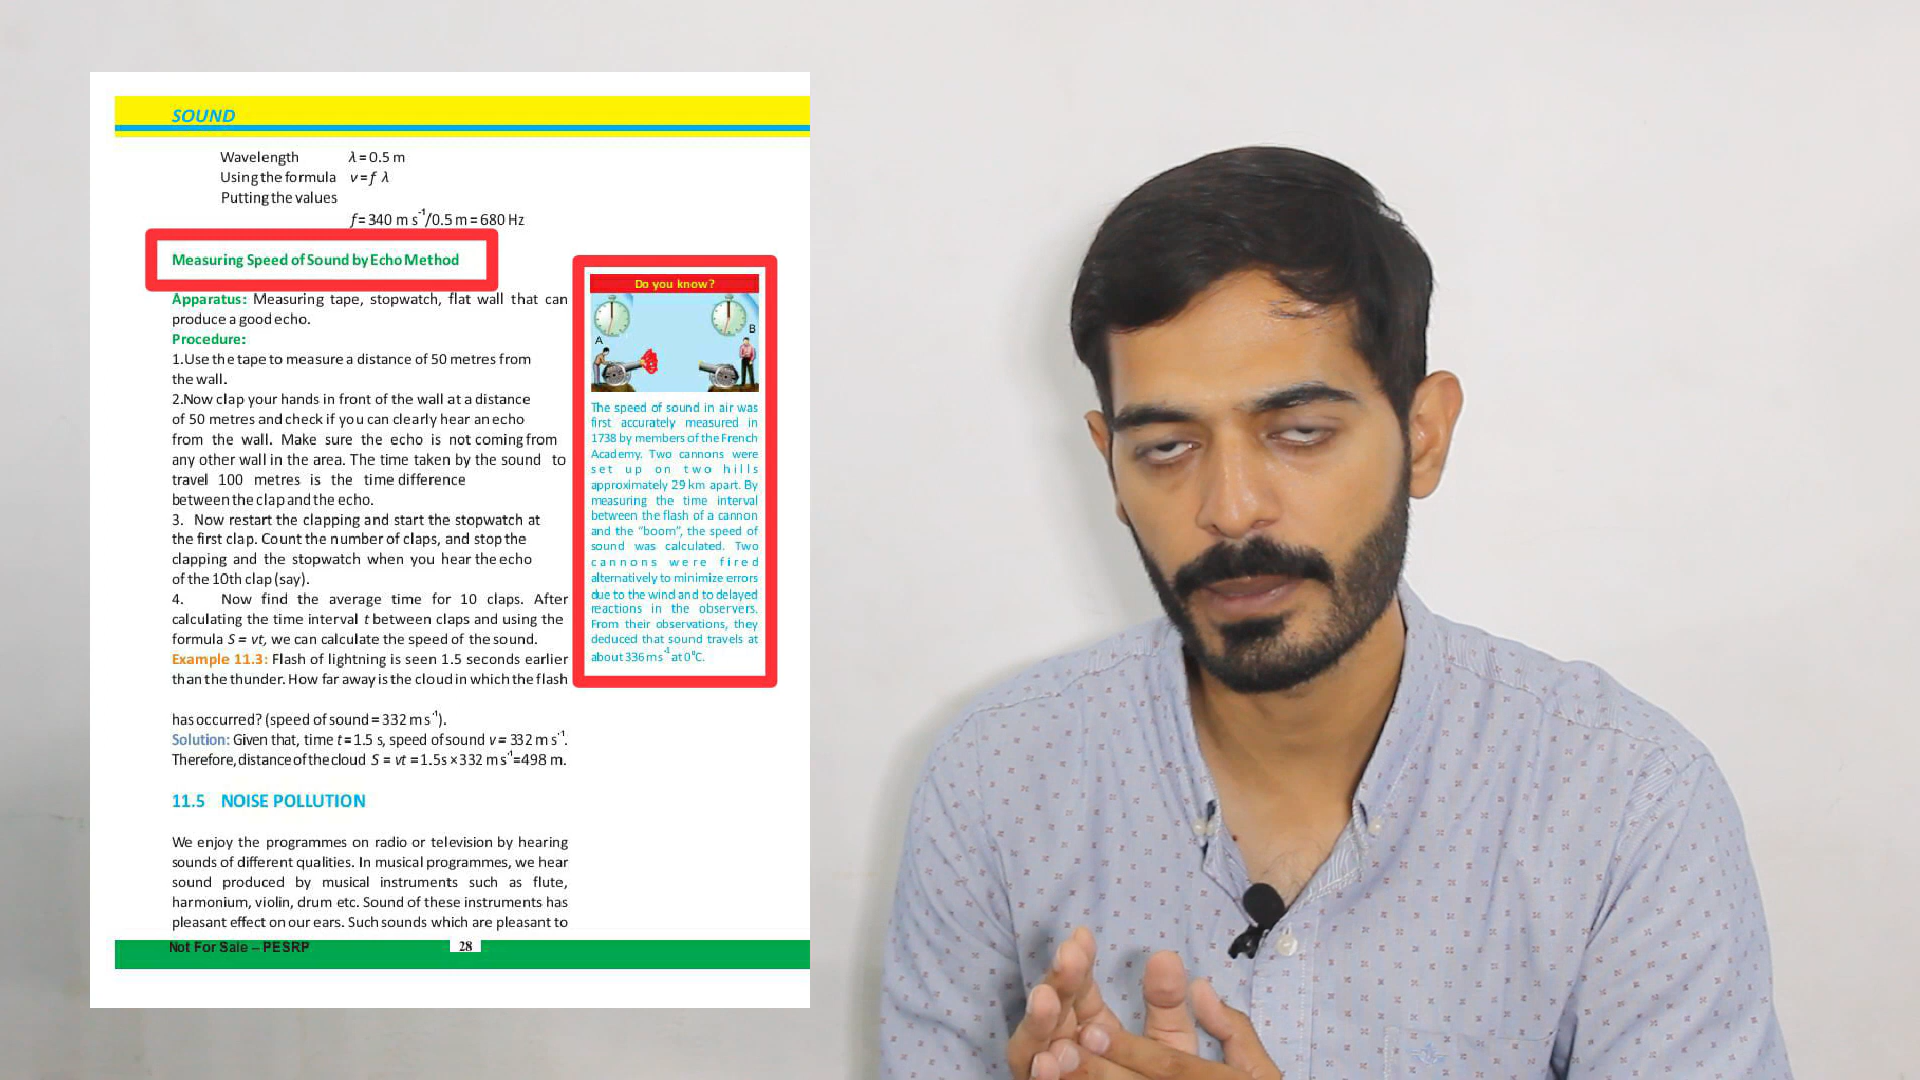 SOUND
Wavelength λ = 0.5 m
Using the formula v = f λ
Putting the values
f = 340 m s⁻¹/0.5 m = 680 Hz
Measuring Speed of Sound by Echo Method
Apparatus: Measuring tape, stopwatch, flat wall that can
produce a good echo.
Procedure:
1.Use the tape to measure a distance of 50 metres from
the wall.
2.Now clap your hands in front of the wall at a distance
of 50 metres and check if you can clearly hear an echo
from the wall. Make sure the echo is not coming from
any other wall in the area. The time taken by the sound to
travel 100 metres is the time difference
between the clap and the echo.
3. Now restart the clapping and start the stopwatch at
the first clap. Count the number of claps, and stop the
clapping and the stopwatch when you hear the echo
of the 10th clap (say).
4. Now find the average time for 10 claps. After
calculating the time interval t between claps and using the
formula S = vt, we can calculate the speed of the sound.
Example 11.3: Flash of lightning is seen 1.5 seconds earlier
than the thunder. How far away is the cloud in which the flash
has occurred? (speed of sound = 332 m s⁻¹).
Solution: Given that, time t = 1.5 s, speed of sound v = 332 m s⁻¹.
Therefore, distance of the cloud S = vt = 1.5s × 332 m s⁻¹=498 m.
11.5 NOISE POLLUTION
We enjoy the programmes on radio or television by hearing
sounds of different qualities. In musical programmes, we hear
sound produced by musical instruments such as flute,
harmonium, violin, drum etc. Sound of these instruments has
pleasant effect on our ears. Such sounds which are pleasant to
Do you know?
A
B
The speed of sound in air was
first accurately measured in
1738 by members of the French
Academy. Two cannons were
set up on two hills
approximately 29 km apart. By
measuring the time interval
between the flash of a cannon
and the “boom”, the speed of
sound was calculated. Two
cannons were fired
alternatively to minimize errors
due to the wind and to delayed
reactions in the observers.
From their observations, they
deduced that sound travels at
about 336 m s⁻¹ at 0°C.
Not For Sale – PESRP
28